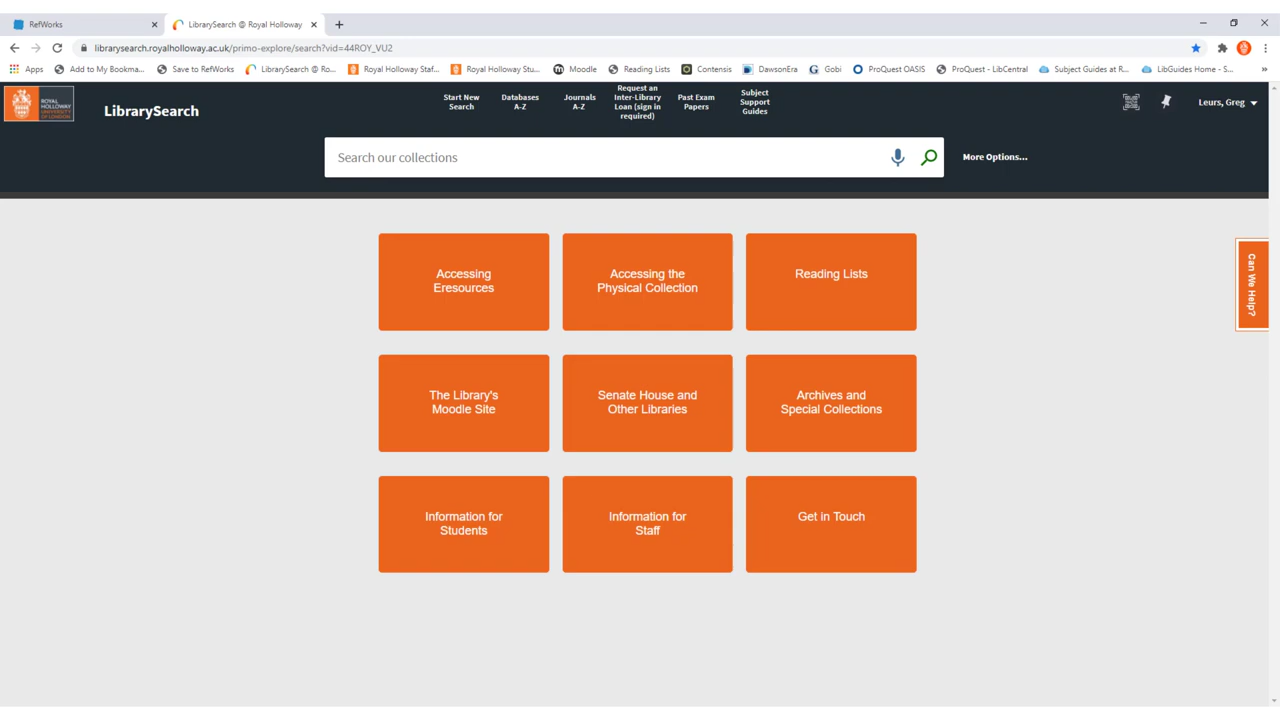 RefWorks
LibrarySearch @ Royal Holloway
librarysearch.royalholloway.ac.uk/primo-explore/search?vid=44ROY_VU2
Apps
Add to My Bookma...
Save to RefWorks
LibrarySearch @ Ro...
Royal Holloway Staf...
Royal Holloway Stu...
Moodle
Reading Lists
Contensis
DawsonEra
Gobi
ProQuest OASIS
ProQuest - LibCentral
Subject Guides at R...
LibGuides Home - S...
»
ROYAL
HOLLOWAY
UNIVERSITY
OF LONDON
LibrarySearch
Start New
Search
Databases
A-Z
Journals
A-Z
Request an
Inter-Library
Loan (sign in
required)
Past Exam
Papers
Subject
Support
Guides
Leurs, Greg
Search our collections
More Options...
Accessing
Eresources
Accessing the
Physical Collection
Reading Lists
Can We Help?
The Library's
Moodle Site
Senate House and
Other Libraries
Archives and
Special Collections
Information for
Students
Information for
Staff
Get in Touch